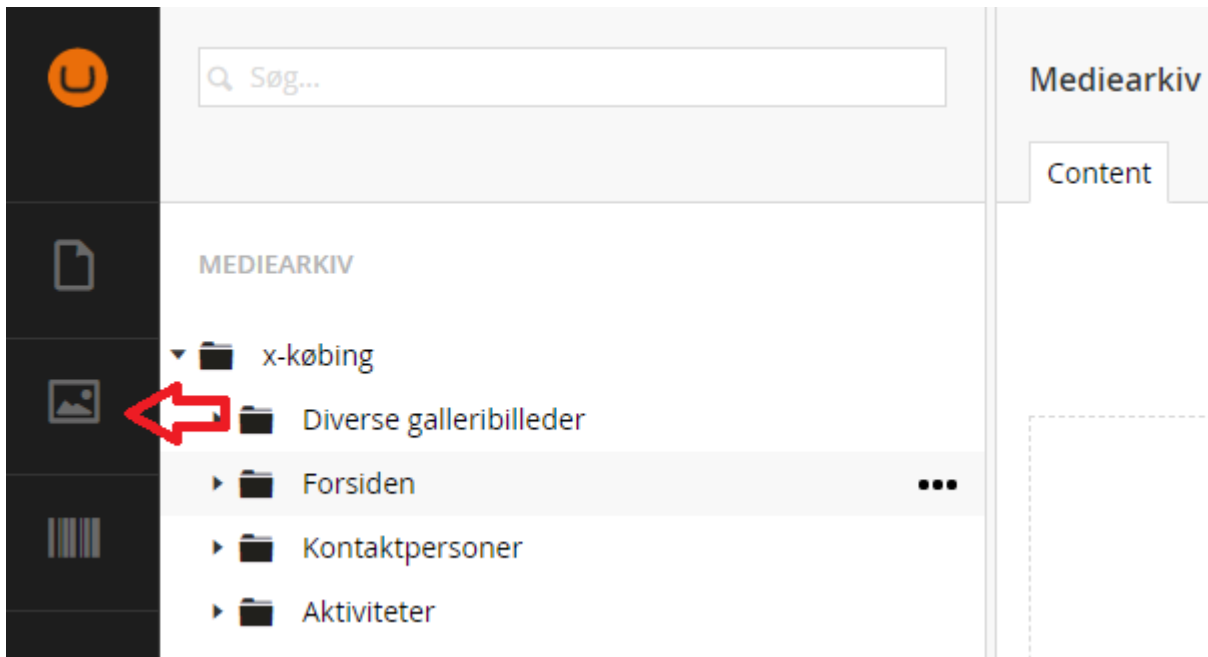 Søg...
Mediearkiv
Content
MEDIEARKIV
x-købing
Diverse galleribilleder
Forsiden
Kontaktpersoner
Aktiviteter